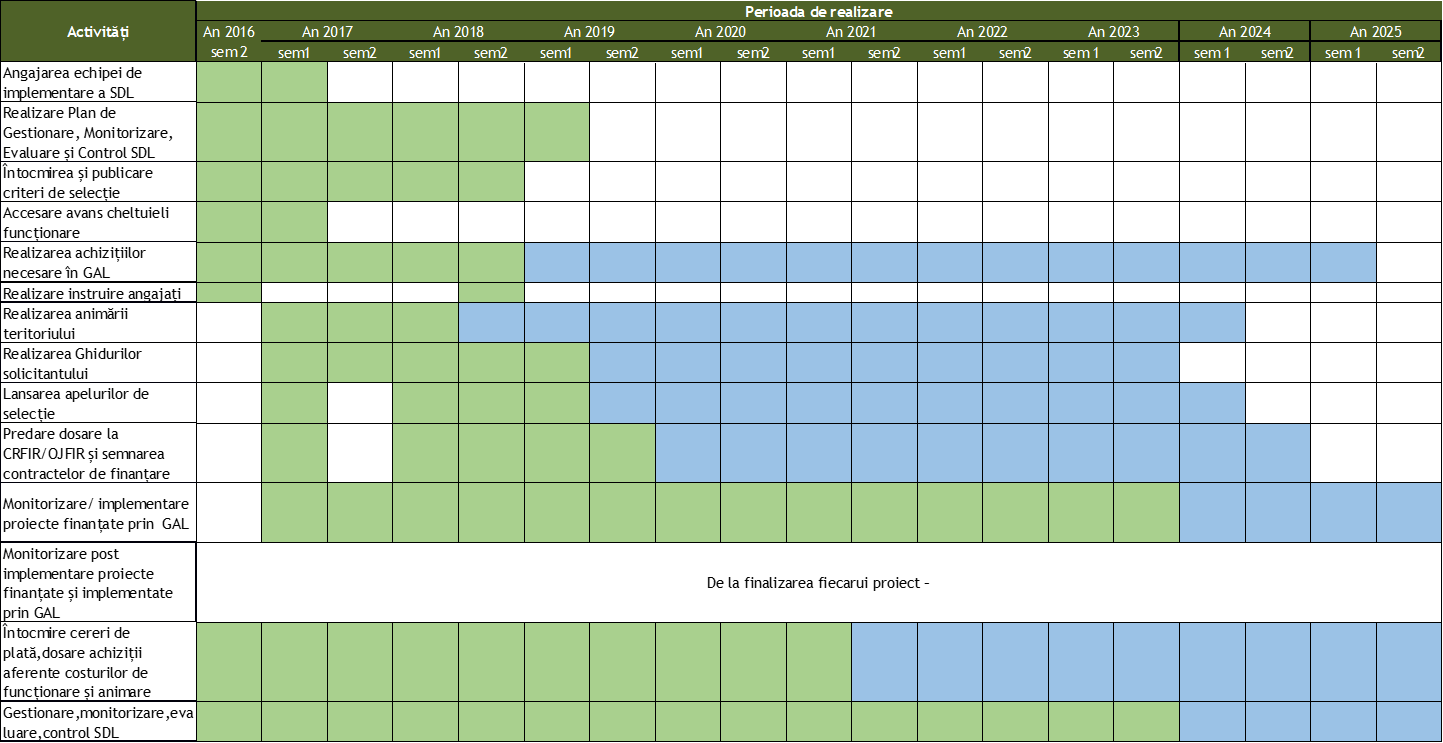 Perioada de realizare
Activități
An 2016 An 2017 An 2018 An 2019 An 2020 An 2021 An 2022 An 2023 An 2024 An 2025
sem 2 sem1 sem2 sem1 sem2 sem1 sem2 sem1 sem2 sem1 sem2 sem1 sem2 sem 1 sem2 sem 1 sem2 sem 1 sem2
Angajarea echipei de
implementare a SDL
Realizare Plan de
Gestionare, Monitorizare,
Evaluare și Control SDL
Întocmirea și publicare
criteri de selecție
Accesare avans cheltuieli
funcționare
Realizarea achizițiilor
necesare în GAL
Realizare instruire angajați
Realizarea animării
teritoriului
Realizarea Ghidurilor
solicitantului
Lansarea apelurilor de
selecție
Predare dosare la
CRFIR/OJFIR și semnarea
contractelor de finanțare
Monitorizare/ implementare
proiecte finanțate prin GAL
Monitorizare post
implementare proiecte
finanțate și implementate
prin GAL
De la finalizarea fiecarui proiect –
Întocmire cereri de
plată,dosare achiziții
aferente costurilor de
funcționare și animare
Gestionare,monitorizare,eva
luare,control SDL